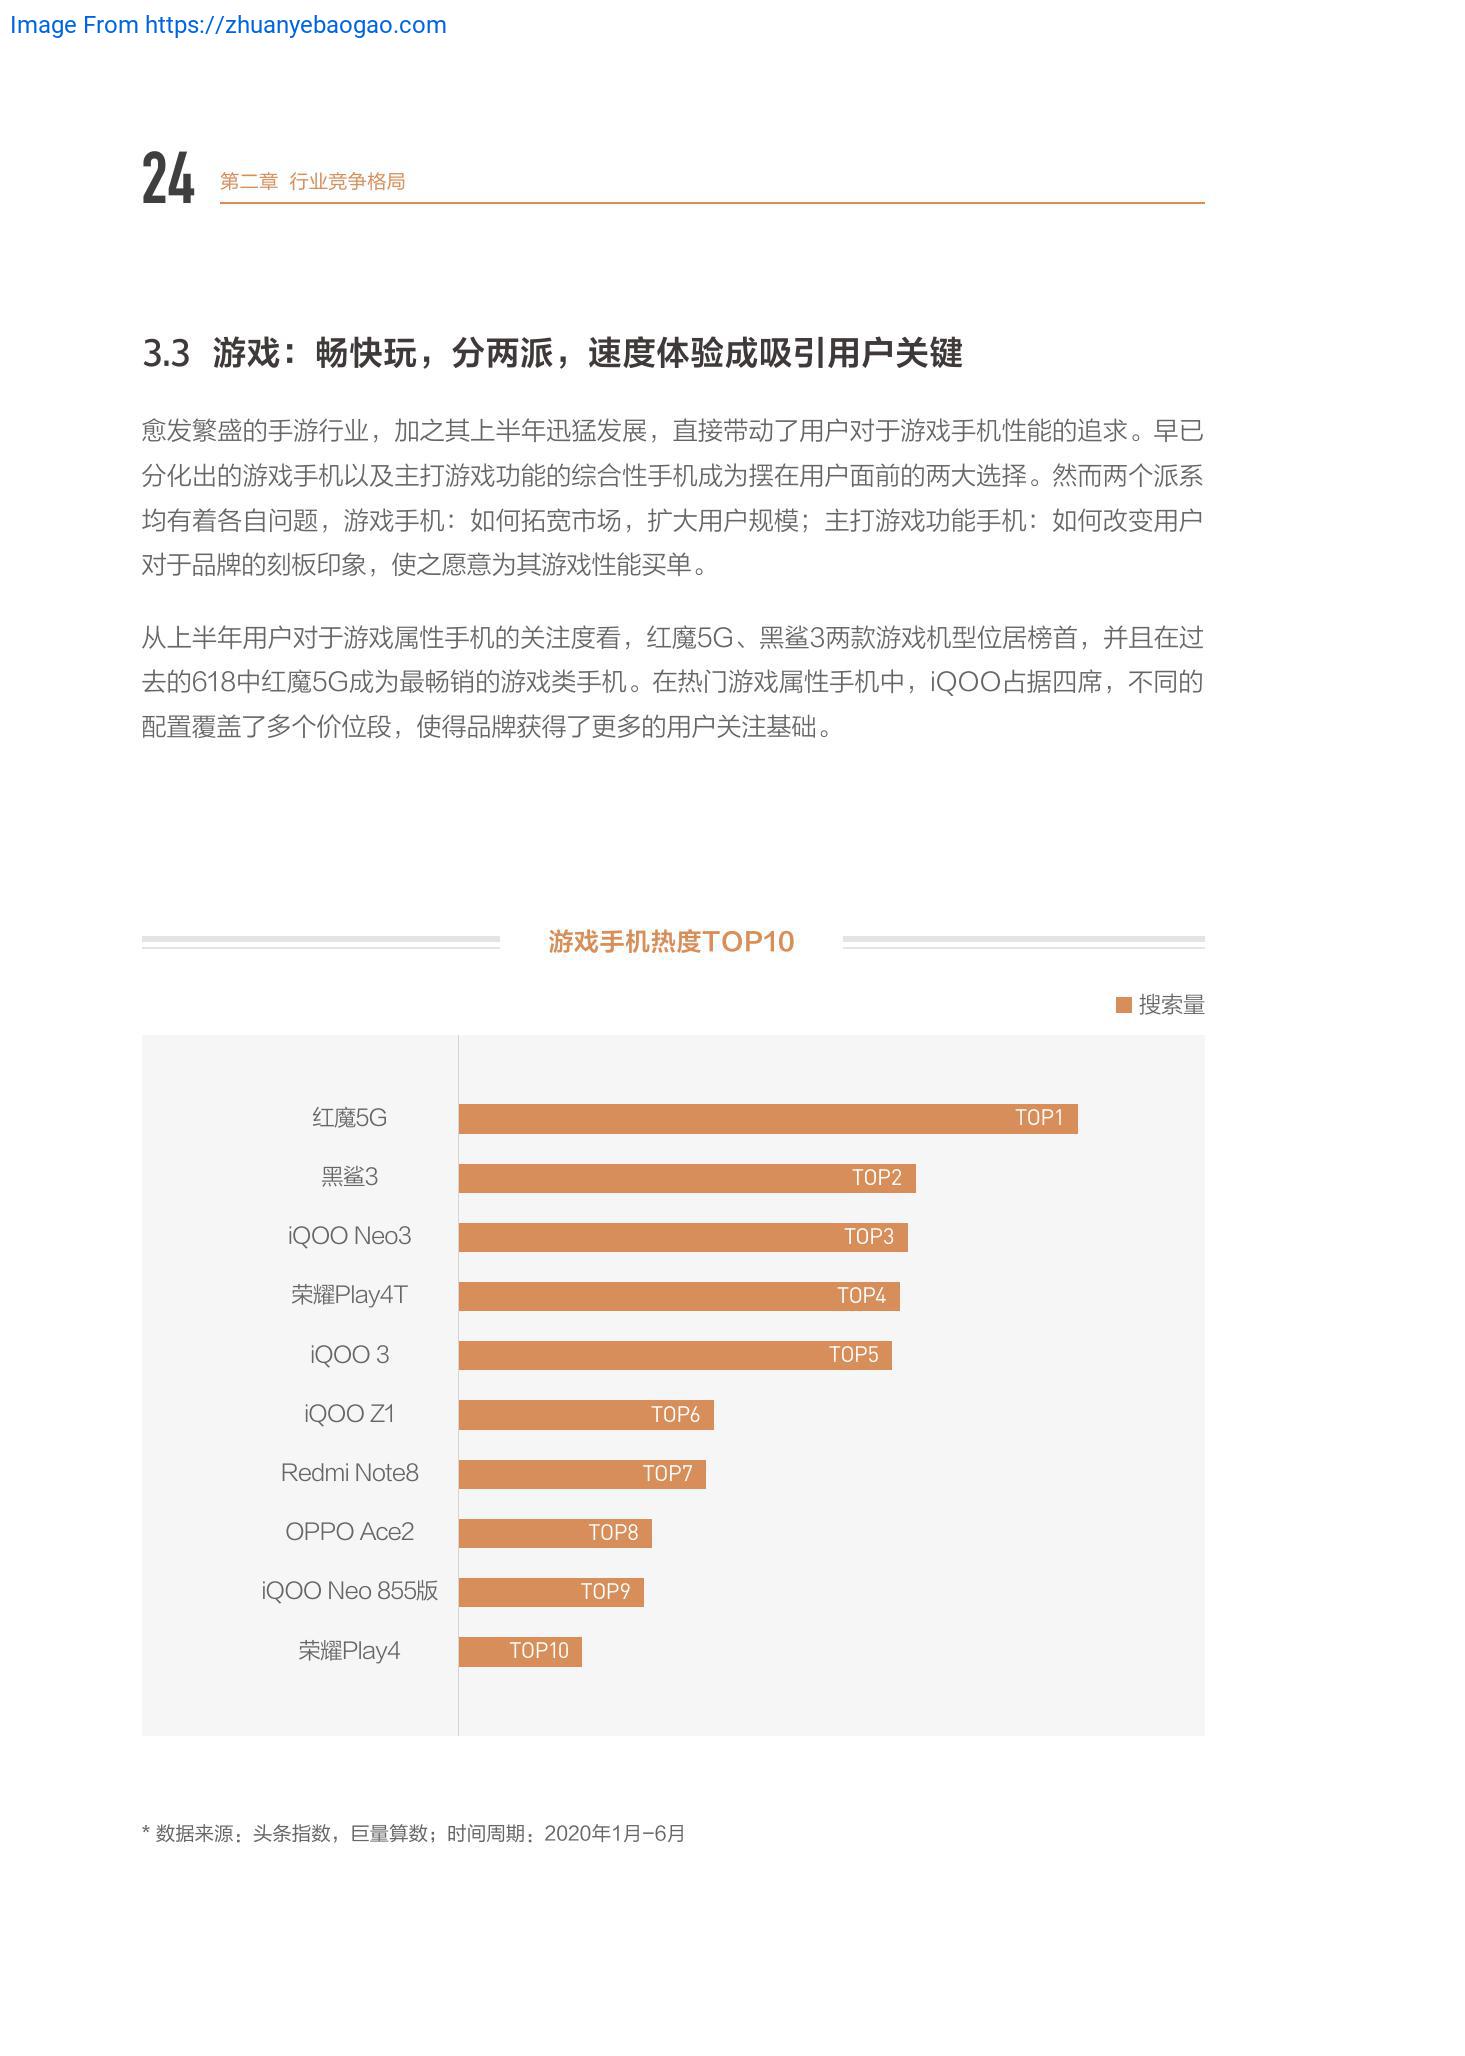 Image From https://zhuanyebaogao.com
24
第二章 行业竞争格局
3.3 游戏：畅快玩，分两派，速度体验成吸引用户关键
愈发繁盛的手游行业，加之其上半年迅猛发展，直接带动了用户对于游戏手机性能的追求。早已
分化出的游戏手机以及主打游戏功能的综合性手机成为摆在用户面前的两大选择。然而两个派系
均有着各自问题，游戏手机：如何拓宽市场，扩大用户规模；主打游戏功能手机：如何改变用户
对于品牌的刻板印象，使之愿意为其游戏性能买单。
从上半年用户对于游戏属性手机的关注度看，红魔5G、黑鲨3两款游戏机型位居榜首，并且在过
去的618中红魔5G成为最畅销的游戏类手机。在热门游戏属性手机中，iQOO占据四席，不同的
配置覆盖了多个价位段，使得品牌获得了更多的用户关注基础。
游戏手机热度TOP10
搜索量
红魔5G TOP1
黑鲨3 TOP2
iQOO Neo3 TOP3
荣耀Play4T TOP4
iQOO 3 TOP5
iQOO Z1 TOP6
Redmi Note8 TOP7
OPPO Ace2 TOP8
iQOO Neo 855版 TOP9
荣耀Play4 TOP10
* 数据来源：头条指数，巨量算数；时间周期：2020年1月-6月